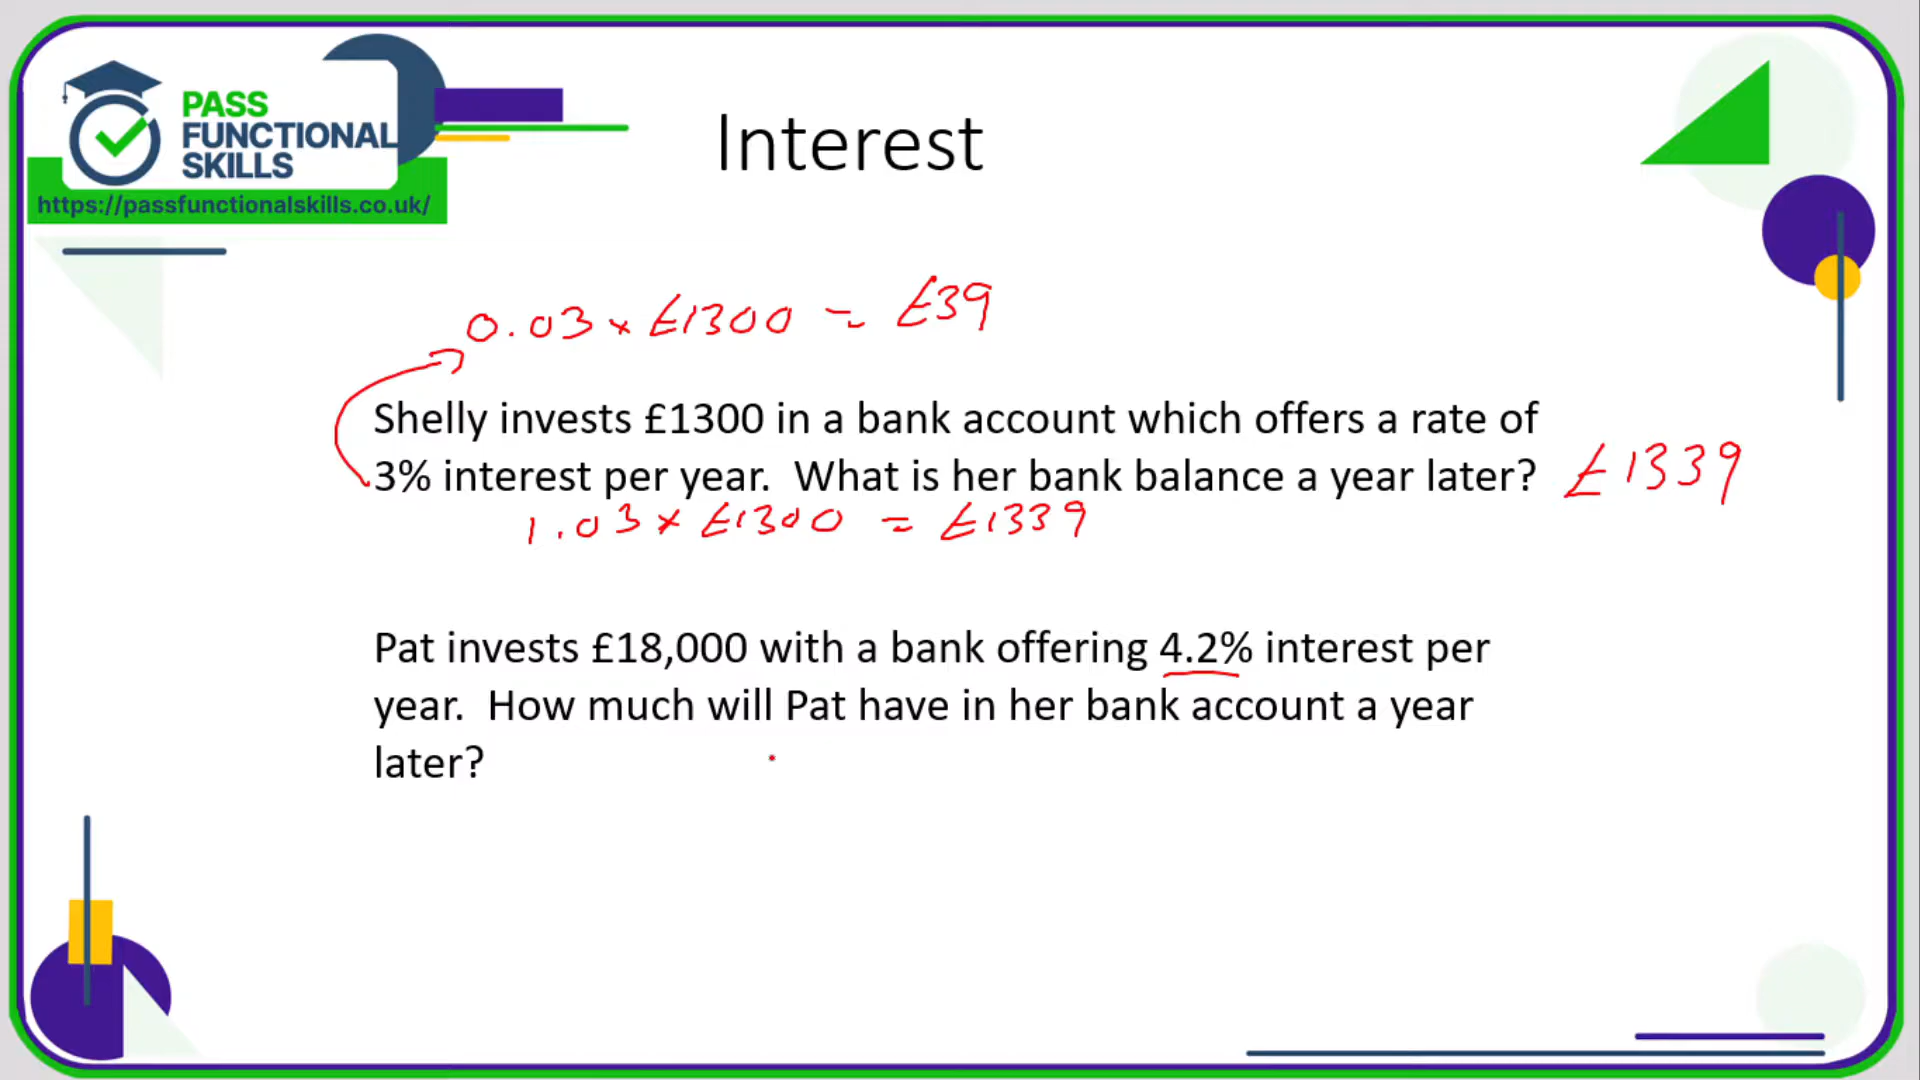 PASS
FUNCTIONAL
SKILLS
https://passfunctionalskills.co.uk/
Interest
0.03 × £1300 = £39
Shelly invests £1300 in a bank account which offers a rate of
3% interest per year. What is her bank balance a year later? £1339
1.03 × £1300 = £1339
Pat invests £18,000 with a bank offering 4.2% interest per
year. How much will Pat have in her bank account a year
later?